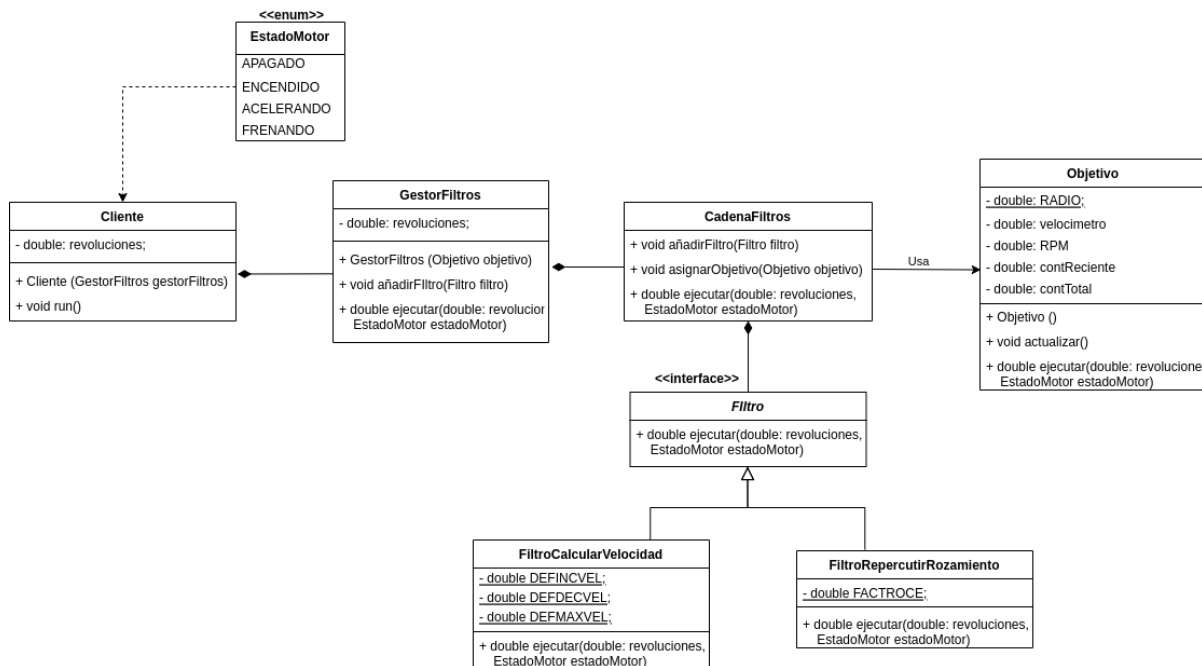 <<enum>>
EstadoMotor
APAGADO
ENCENDIDO
ACELERANDO
FRENANDO
Cliente
- double: revoluciones;
+ Cliente (GestorFiltros gestorFiltros)
+ void run()
GestorFiltros
- double: revoluciones;
+ GestorFiltros (Objetivo objetivo)
+ void añadirFIltro(Filtro filtro)
+ double ejecutar(double: revolucion
EstadoMotor estadoMotor)
CadenaFiltros
+ void añadirFiltro(Filtro filtro)
+ void asignarObjetivo(Objetivo objetivo)
+ double ejecutar(double: revoluciones,
EstadoMotor estadoMotor)
Usa
Objetivo
- double: RADIO;
- double: velocimetro
- double: RPM
- double: contReciente
- double: contTotal
+ Objetivo ()
+ void actualizar()
+ double ejecutar(double: revolucione
EstadoMotor estadoMotor)
<<interface>>
FIltro
+ double ejecutar(double: revoluciones,
EstadoMotor estadoMotor)
FiltroCalcularVelocidad
- double DEFINCVEL;
- double DEFDECVEL;
- double DEFMAXVEL;
+ double ejecutar(double: revoluciones,
EstadoMotor estadoMotor)
FiltroRepercutirRozamiento
- double FACTROCE;
+ double ejecutar(double: revoluciones,
EstadoMotor estadoMotor)